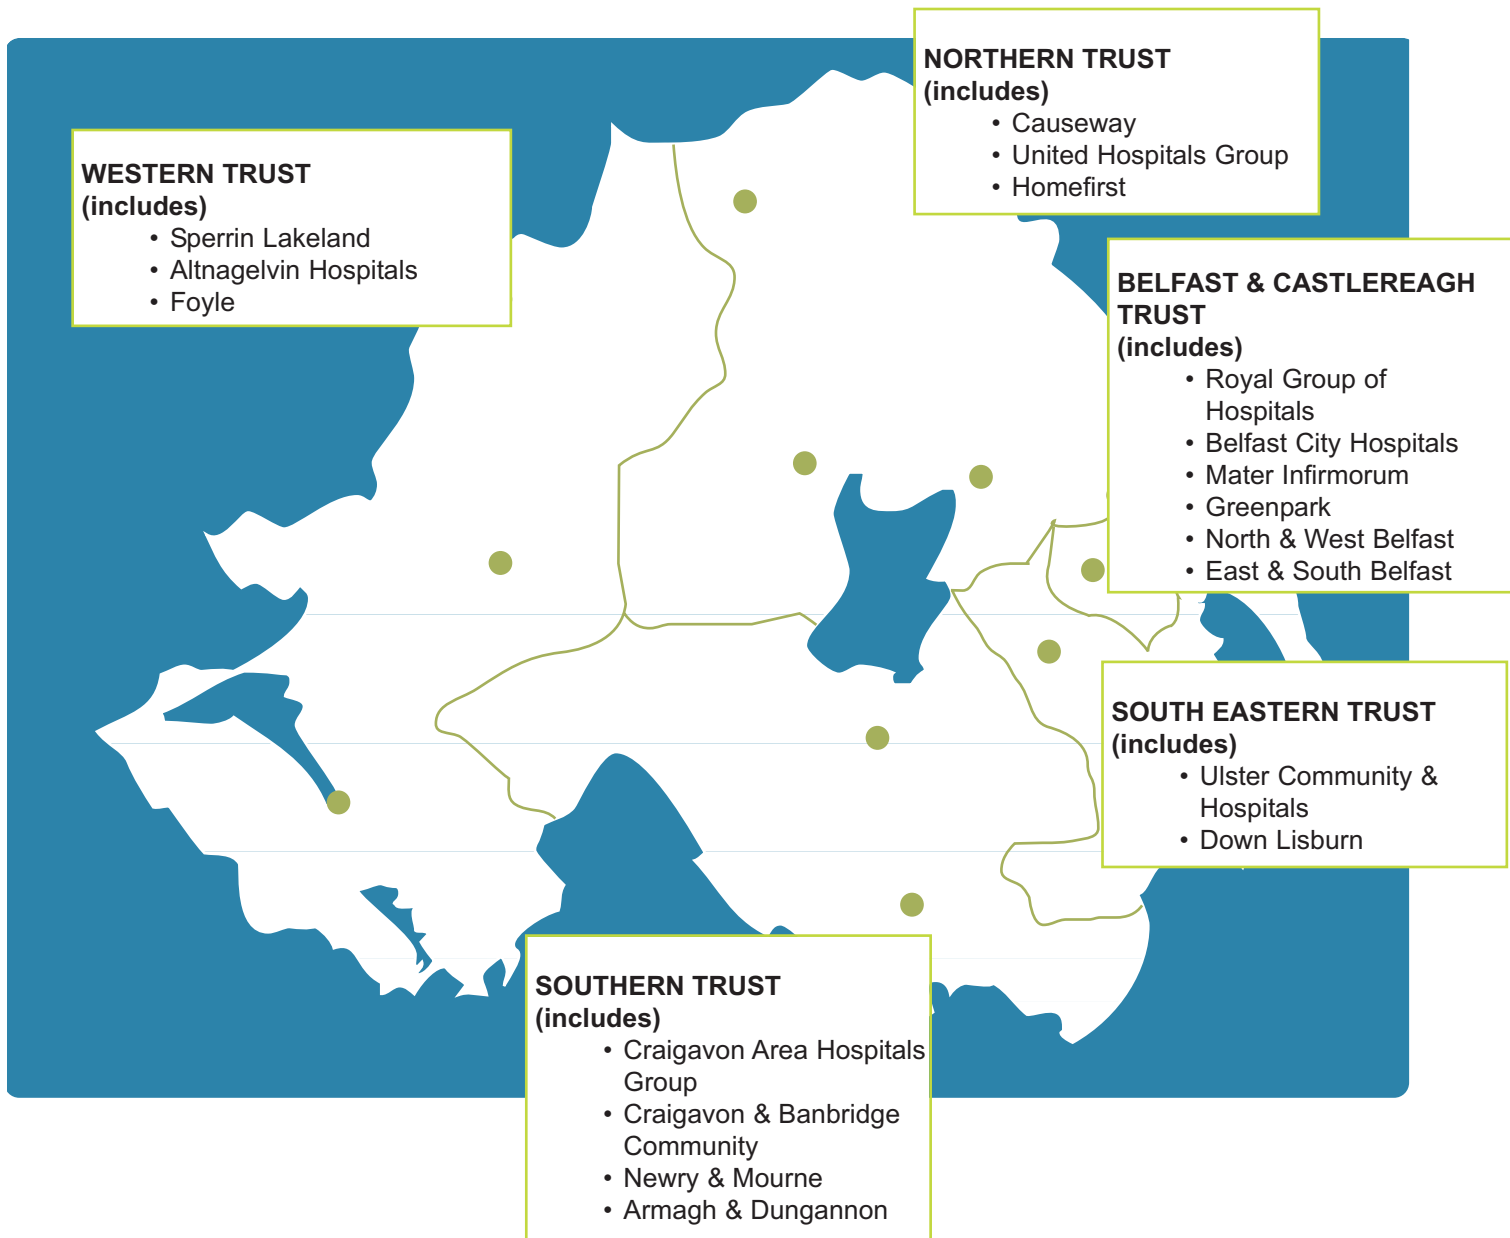 NORTHERN TRUST
(includes)
• Causeway
• United Hospitals Group
• Homefirst
WESTERN TRUST
(includes)
• Sperrin Lakeland
• Altnagelvin Hospitals
• Foyle
BELFAST & CASTLEREAGH
TRUST
(includes)
• Royal Group of
Hospitals
• Belfast City Hospitals
• Mater Infirmorum
• Greenpark
• North & West Belfast
• East & South Belfast
SOUTH EASTERN TRUST
(includes)
• Ulster Community &
Hospitals
• Down Lisburn
SOUTHERN TRUST
(includes)
• Craigavon Area Hospitals
Group
• Craigavon & Banbridge
Community
• Newry & Mourne
• Armagh & Dungannon